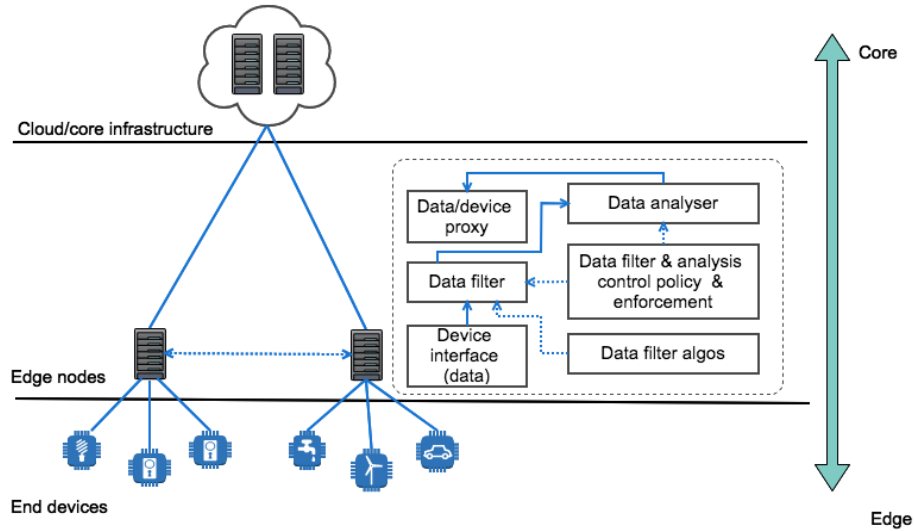 Core
Cloud/core infrastructure
Data/device
proxy
Data analyser
Data filter
Data filter & analysis
control policy &
enforcement
Device
interface
(data)
Data filter algos
Edge nodes
End devices
Edge